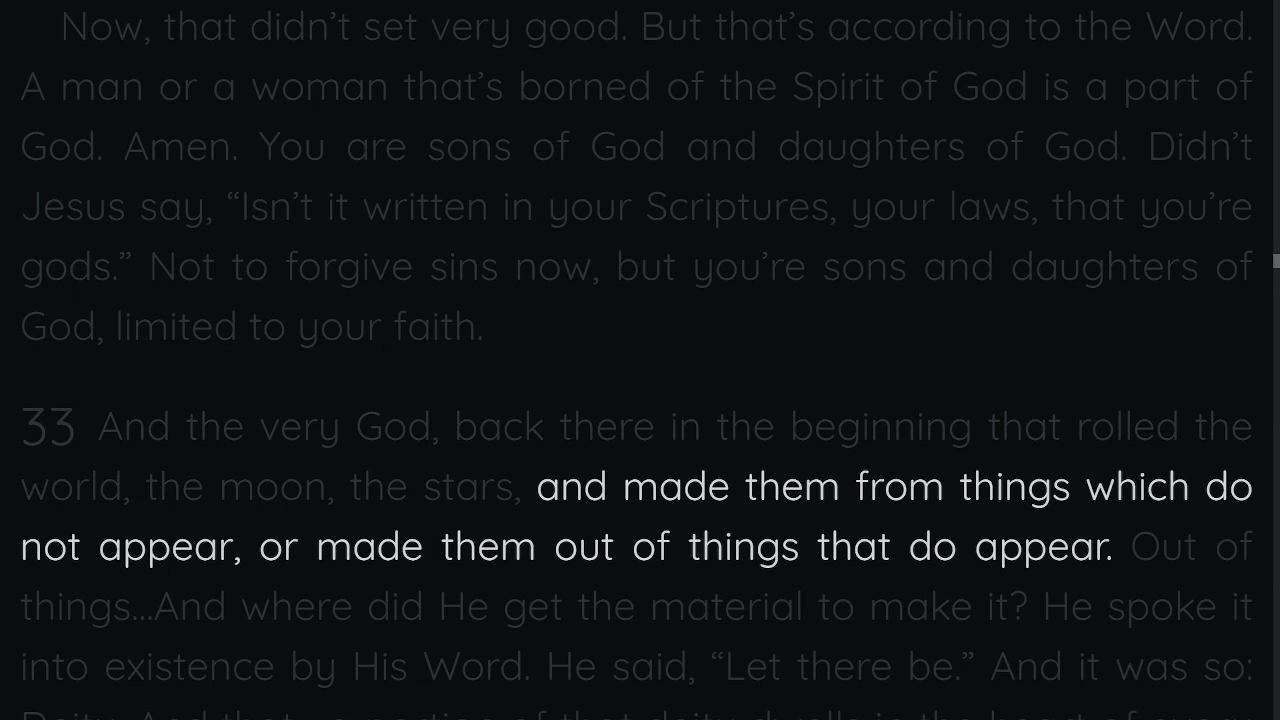 Now, that didn’t set very good. But that’s according to the Word.
A man or a woman that’s borned of the Spirit of God is a part of
God. Amen. You are sons of God and daughters of God. Didn’t
Jesus say, “Isn’t it written in your Scriptures, your laws, that you’re
gods.” Not to forgive sins now, but you’re sons and daughters of
God, limited to your faith.
33 And the very God, back there in the beginning that rolled the
world, the moon, the stars, and made them from things which do
not appear, or made them out of things that do appear. Out of
things...And where did He get the material to make it? He spoke it
into existence by His Word. He said, “Let there be.” And it was so:
Deity. And that